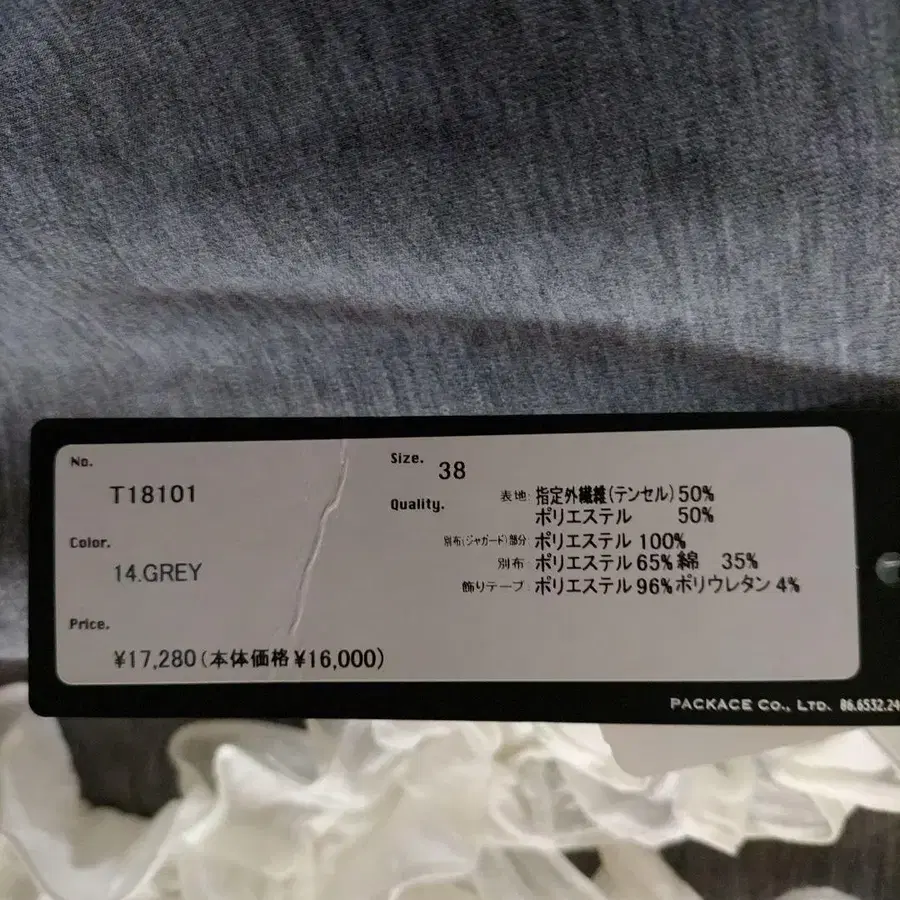 No.
T18101
Color.
14.GREY
Price.
¥17,280(本体価格¥16,000)
Size. 38
Quality. 表地: 指定外繊維(テンセル)50%
ポリエステル 50%
別布(ジャガード)部分: ポリエステル 100%
別布: ポリエステル 65% 綿 35%
飾りテープ: ポリエステル 96% ポリウレタン 4%
PACKAGE CO., LTD. 86.6532.24